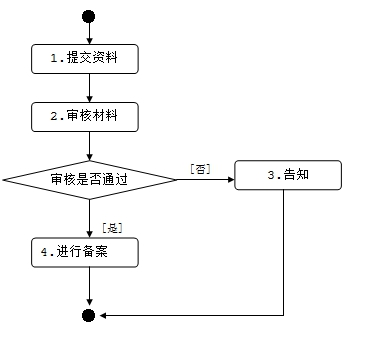 1.提交资料
2.审核材料
审核是否通过
[否]
3.告知
[是]
4.进行备案